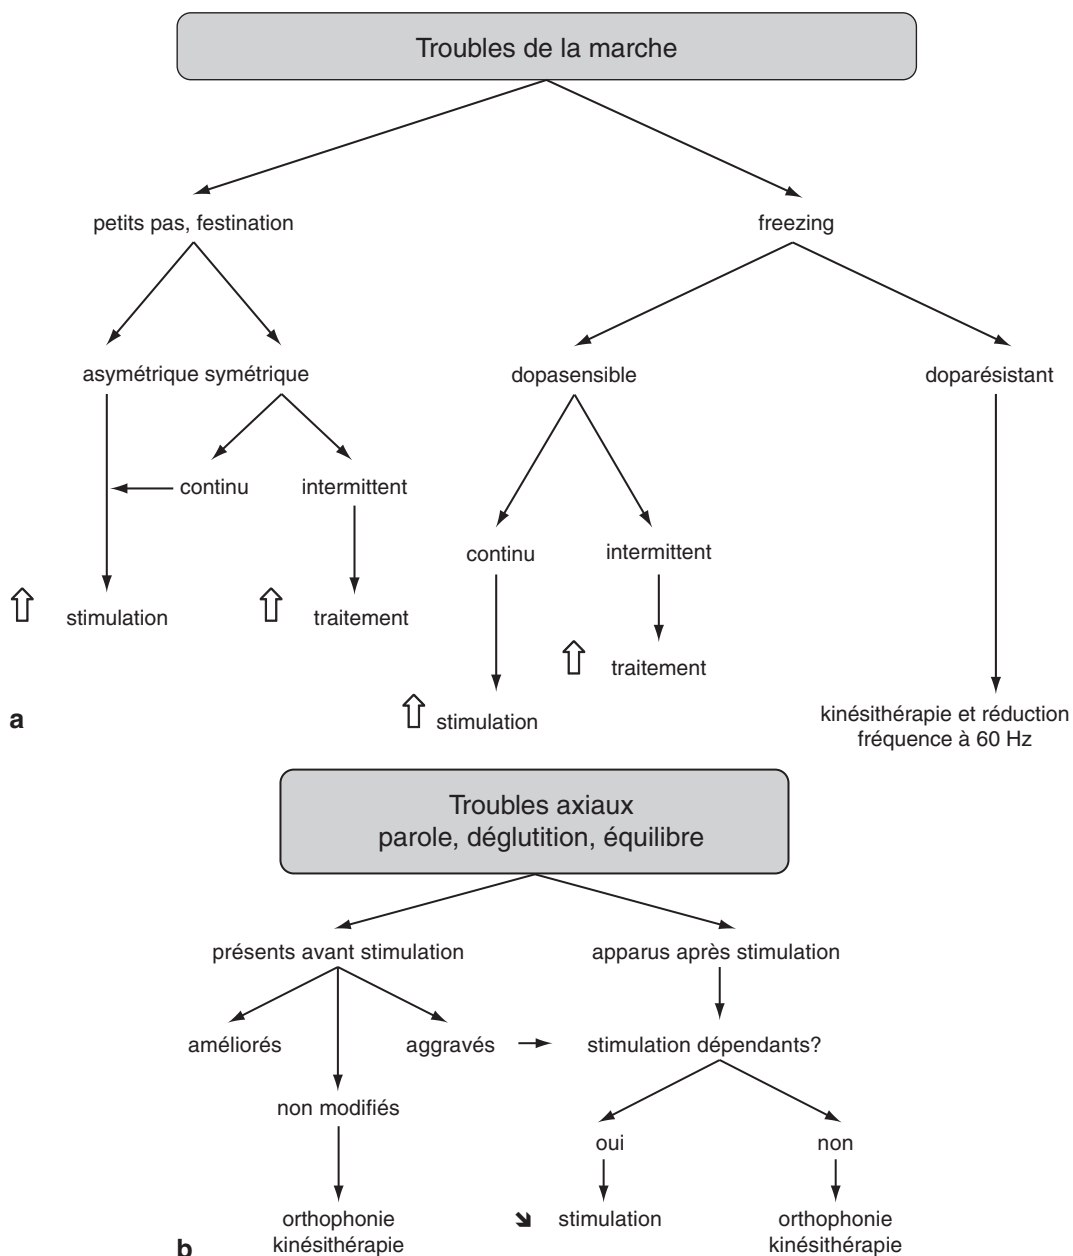 Troubles de la marche
petits pas, festination
freezing
asymétrique symétrique
dopasensible
doparésistant
continu
intermittent
continu
intermittent
stimulation
traitement
traitement
stimulation
kinésithérapie et réduction
fréquence à 60 Hz
a
Troubles axiaux
parole, déglutition, équilibre
présents avant stimulation
apparus après stimulation
améliorés
aggravés
stimulation dépendants?
non modifiés
oui
non
orthophonie
kinésithérapie
stimulation
orthophonie
kinésithérapie
b